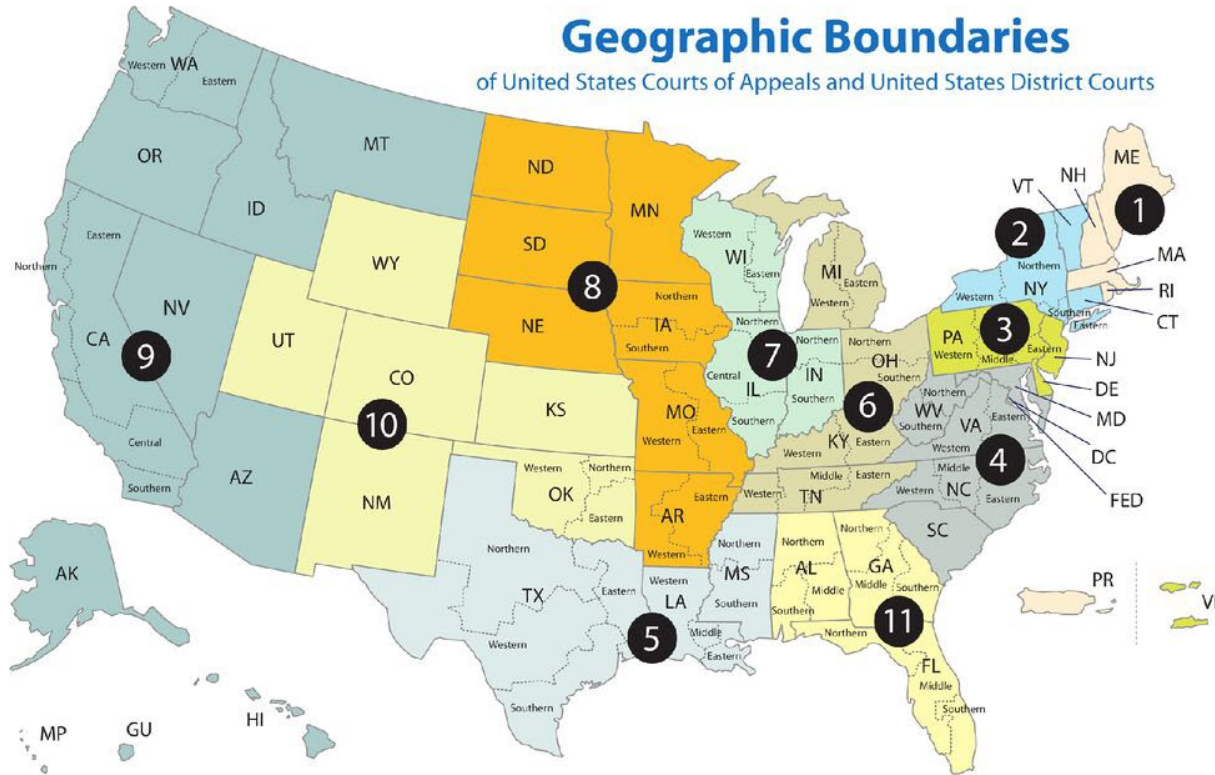 Geographic Boundaries
of United States Courts of Appeals and United States District Courts
WA
Western
Eastern
MT
ND
MN
ME
OR
ID
NH
VT
1
2
SD
WY
Eastern
Northern
Western
WI
Eastern
MI
Eastern
Western
Northern
NY
Western
Southern
Eastern
MA
RI
CT
8
NV
CA
9
UT
CO
NE
Northern
IA
Southern
Northern
7
Central
IL
Southern
Northern
IN
Southern
Northern
OH
Southern
PA
3
Western
Middle
Eastern
NJ
DE
MD
DC
FED
10
KS
MO
Western
Eastern
6
KY
Western
Eastern
Northern
WV
Southern
VA
Eastern
Western
4
Central
Southern
AZ
NM
Western
Northern
OK
Eastern
Eastern
AR
Western
Western
Middle
Eastern
TN
Middle
Western
NC
Eastern
SC
AK
Northern
TX
Eastern
Western
Southern
Western
LA
5
Middle
Eastern
Northern
MS
Southern
Northern
AL
Middle
Southern
Northern
GA
Middle
Southern
11
Northern
FL
Middle
Southern
PR
VI
MP
GU
HI